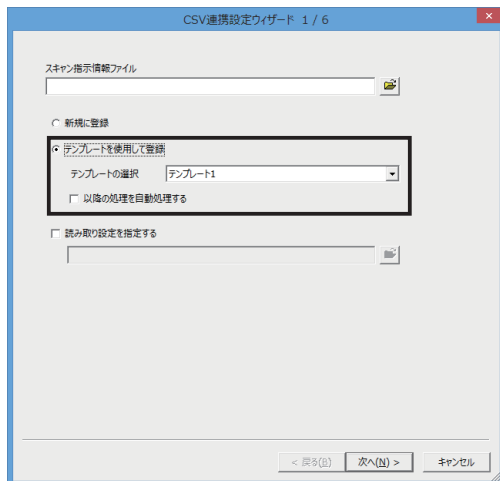 CSV連携設定ウィザード 1 / 6
スキャン指示情報ファイル
新規に登録
テンプレートを使用して登録
テンプレートの選択 テンプレート1
以降の処理を自動処理する
読み取り設定を指定する
< 戻る(B) 次へ(N) > キャンセル